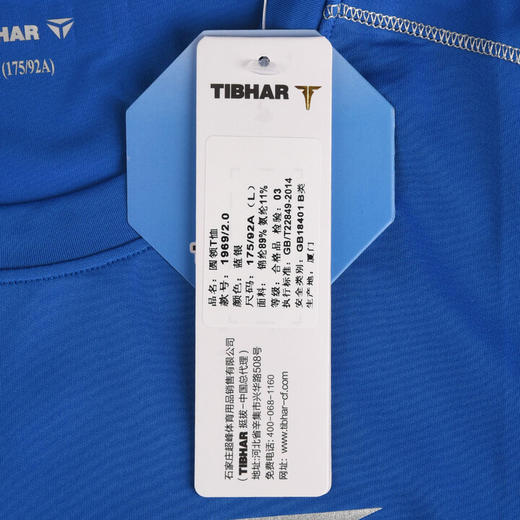 TIBHAR
(175/92A)
TIBHAR
品名：圆领T恤
款号：1969/2.0
颜色：蓝银
尺码：175/92A （L）
面料：锦纶89% 氨纶11%
等级：合格品 检验：03
执行标准：GB/T22849-2014
安全类别：GB18401 B类
生产地：厦门
石家庄超峰体育用品销售有限公司
（TIBHAR 挺拔-中国总代理）
地址:河北省辛集市兴华路508号
免费电话:400-068-1160
网址：www.tibhar-cf.com